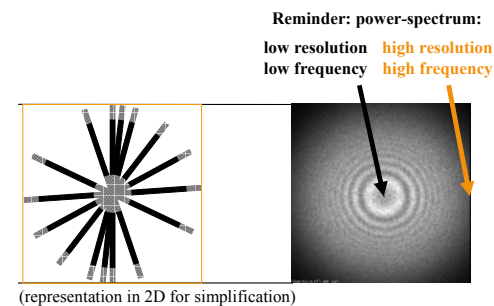 Reminder: power-spectrum:
low resolution high resolution
low frequency high frequency
(representation in 2D for simplification)